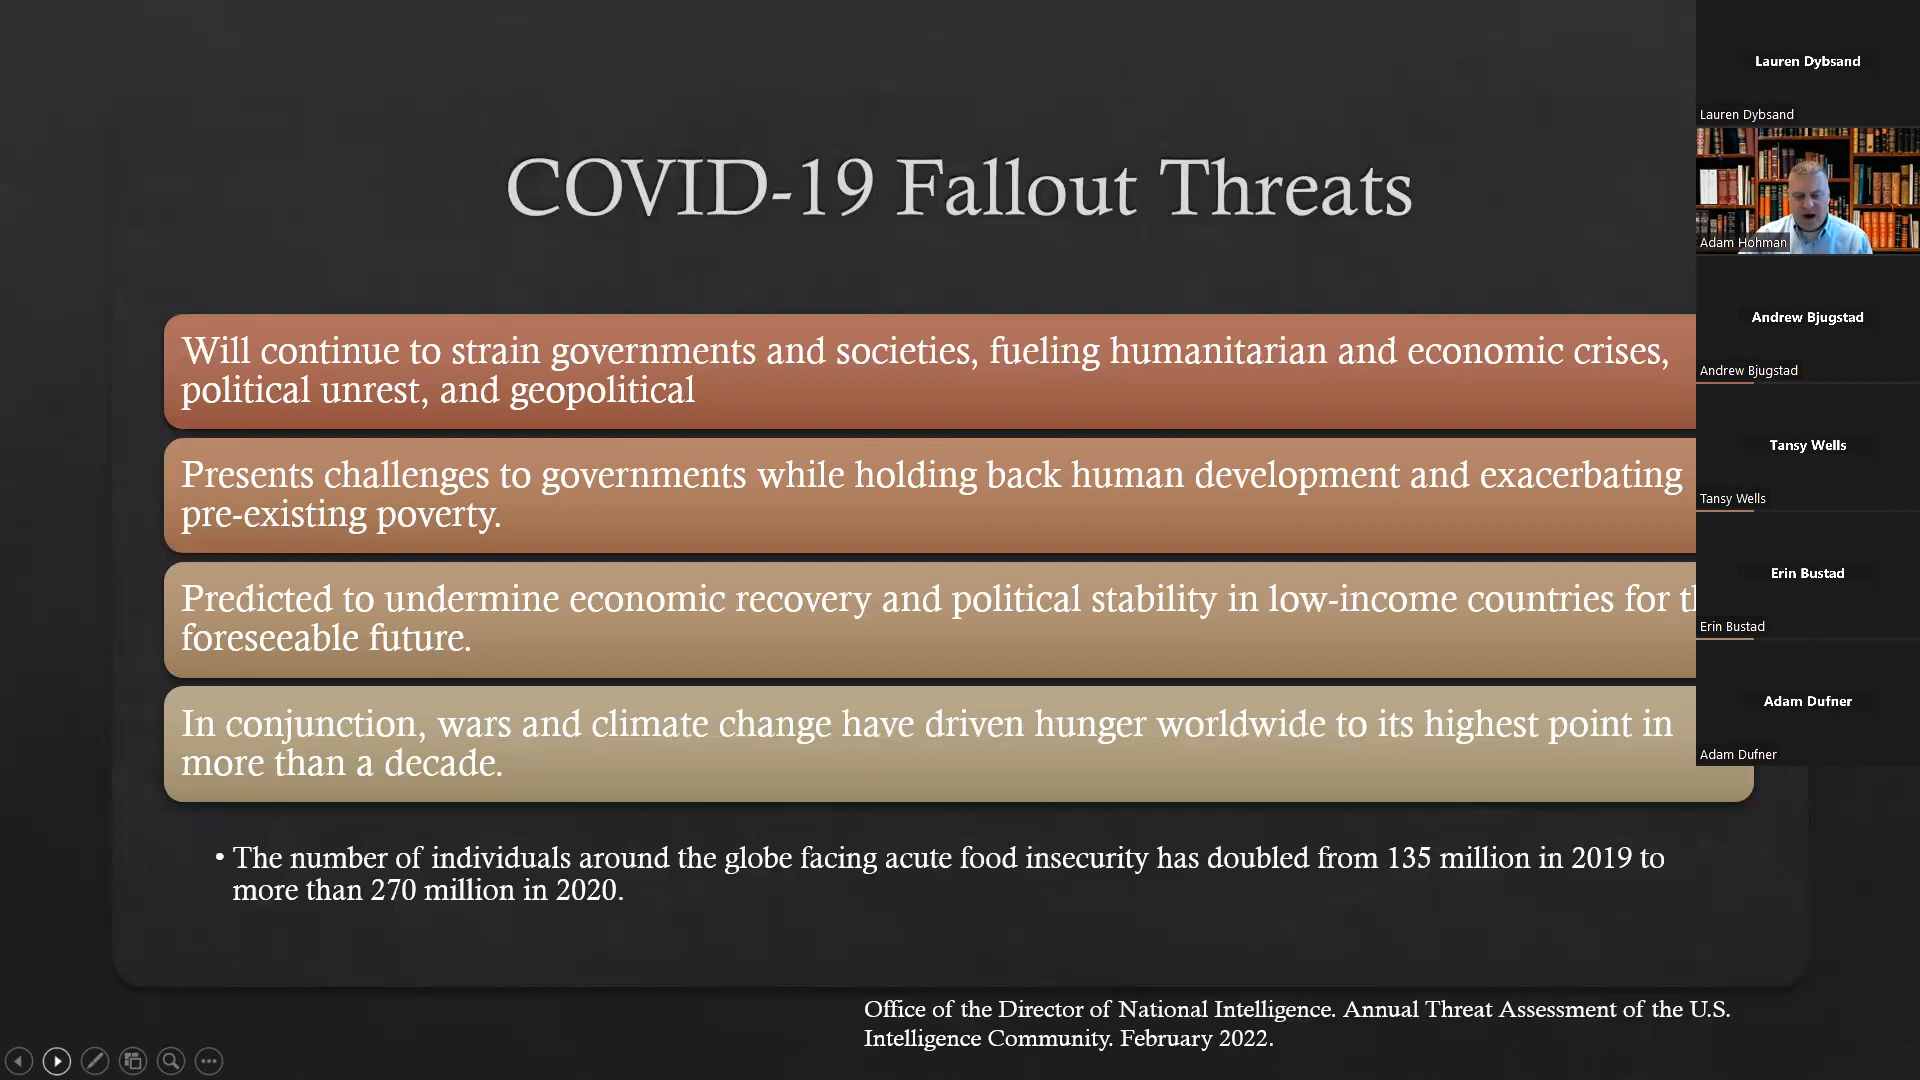 COVID-19 Fallout Threats
Will continue to strain governments and societies, fueling humanitarian and economic crises,
political unrest, and geopolitical
Presents challenges to governments while holding back human development and exacerbating
pre-existing poverty.
Predicted to undermine economic recovery and political stability in low-income countries for
foreseeable future.
In conjunction, wars and climate change have driven hunger worldwide to its highest point in
more than a decade.
• The number of individuals around the globe facing acute food insecurity has doubled from 135 million in 2019 to
more than 270 million in 2020.
Office of the Director of National Intelligence. Annual Threat Assessment of the U.S.
Intelligence Community. February 2022.
Lauren Dybsand
Lauren Dybsand
Adam Hohman
Andrew Bjugstad
Andrew Bjugstad
Tansy Wells
Tansy Wells
Erin Bustad
Erin Bustad
Adam Dufner
Adam Dufner